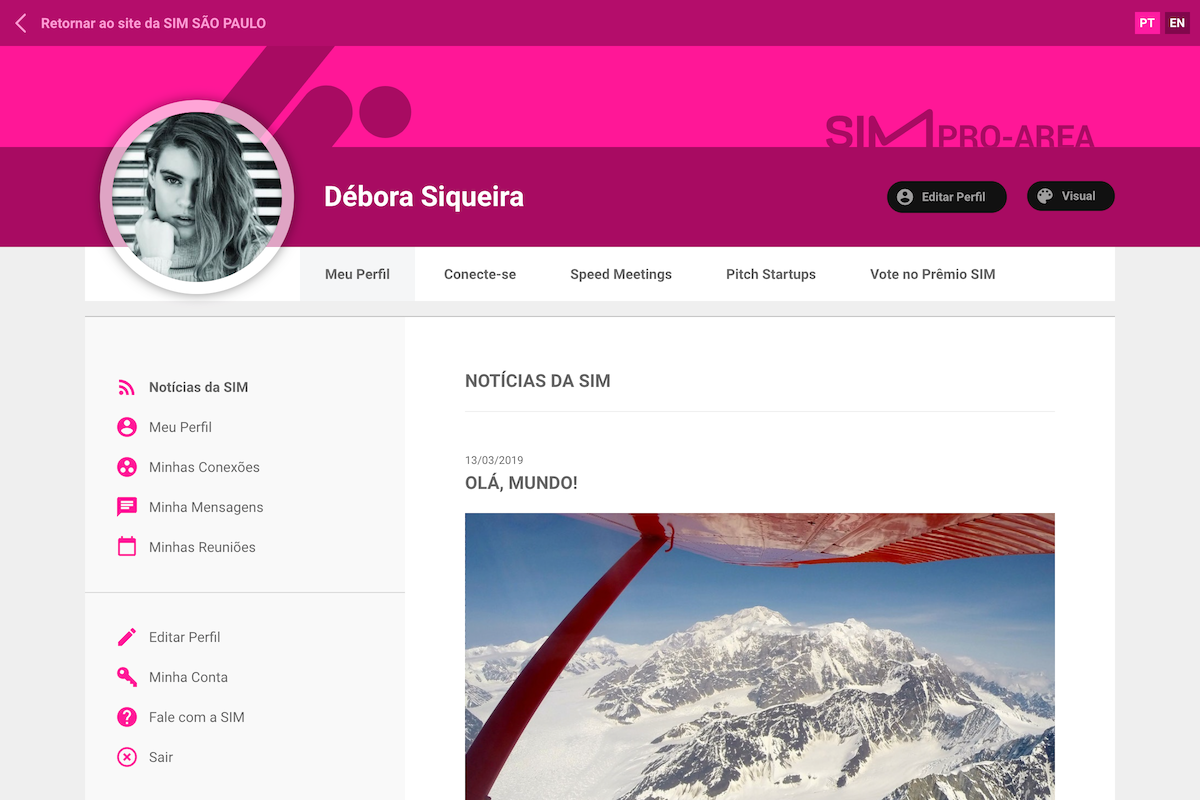 Retornar ao site da SIM SÃO PAULO
PT EN
SIM PRO-AREA
Débora Siqueira
Editar Perfil
Visual
Meu Perfil
Conecte-se
Speed Meetings
Pitch Startups
Vote no Prêmio SIM
Notícias da SIM
Meu Perfil
Minhas Conexões
Minha Mensagens
Minhas Reuniões
Editar Perfil
Minha Conta
Fale com a SIM
Sair
NOTÍCIAS DA SIM
13/03/2019
OLÁ, MUNDO!